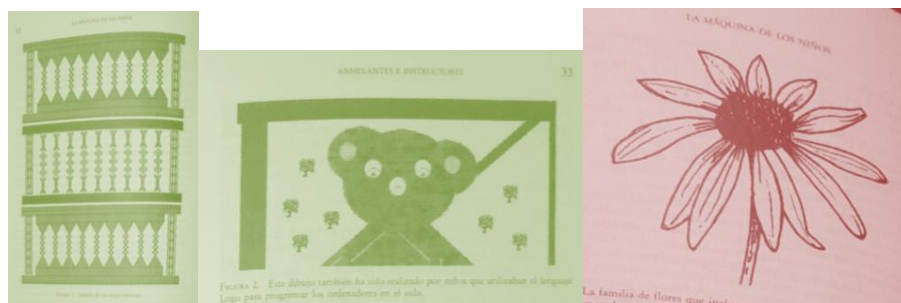 LA MÁQUINA DE LOS NIÑOS
ANHELANTES E INSTRUCTORES 33
FIGURA 2. Este dibujo también ha sido realizado por niños que utilizaban el lenguaje
Logo para programar los ordenadores en el aula.
LA MÁQUINA DE LOS NIÑOS
La familia de flores que